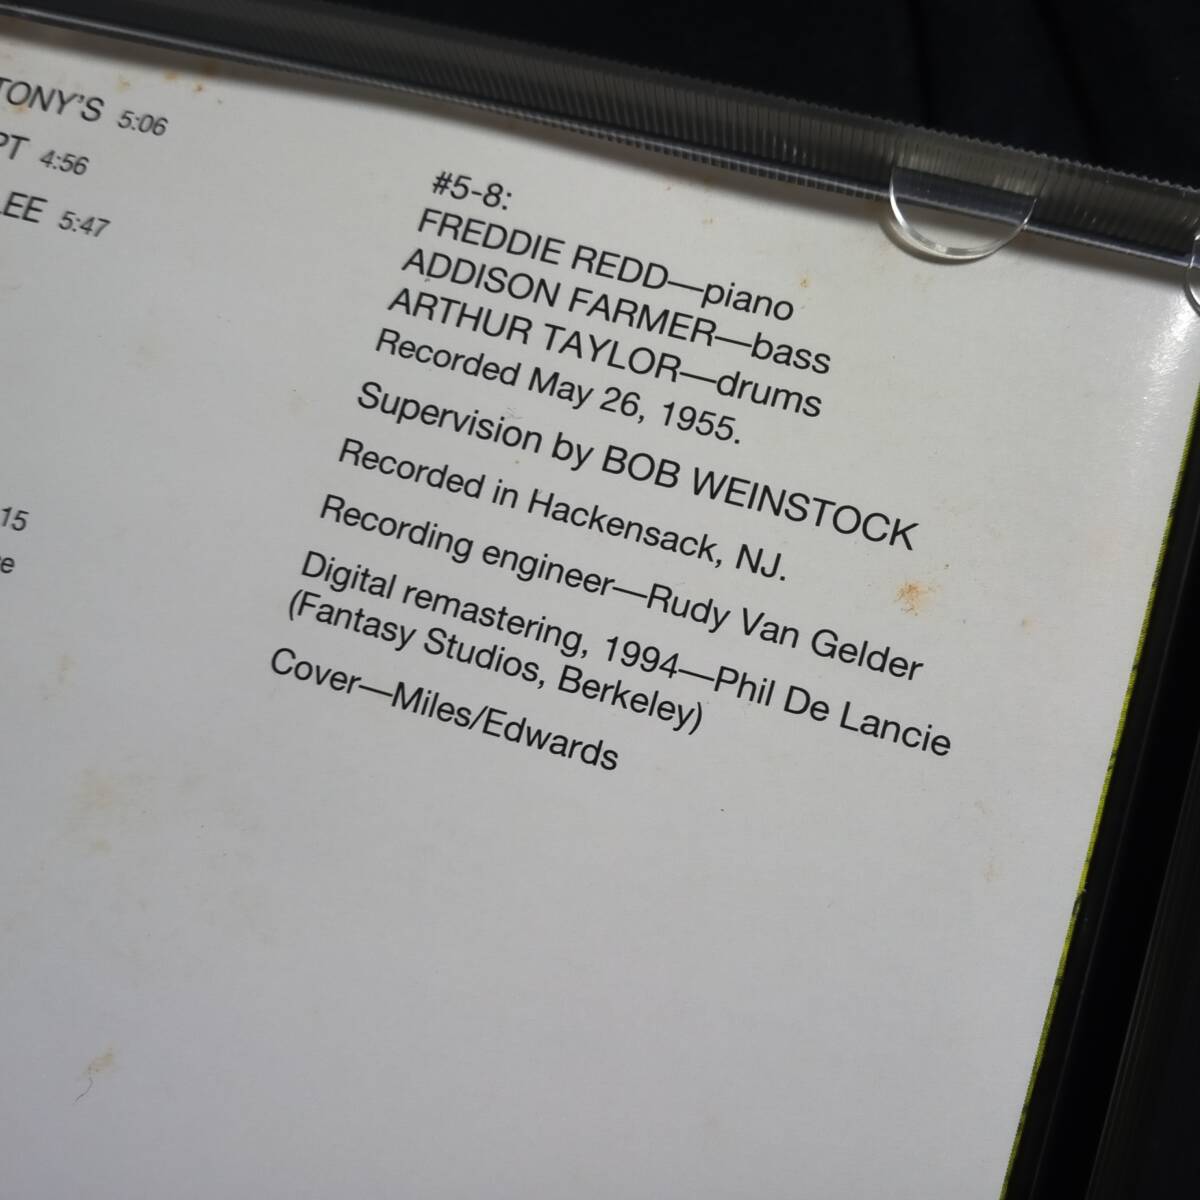 TONY'S 5:06
PT 4:56
LEE 5:47
15
e
#5-8:
FREDDIE REDD—piano
ADDISON FARMER—bass
ARTHUR TAYLOR—drums
Recorded May 26, 1955.
Supervision by BOB WEINSTOCK
Recorded in Hackensack, NJ.
Recording engineer—Rudy Van Gelder
Digital remastering, 1994—Phil De Lancie
(Fantasy Studios, Berkeley)
Cover—Miles/Edwards